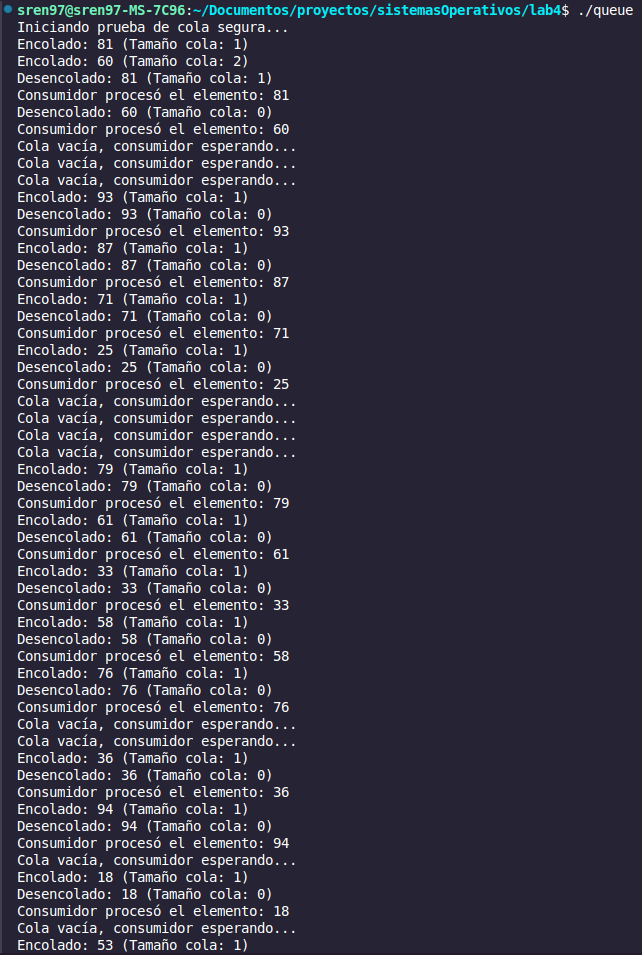 sren97@sren97-MS-7C96:~/Documentos/proyectos/sistemasOperativos/lab4$ ./queue
Iniciando prueba de cola segura...
Encolado: 81 (Tamaño cola: 1)
Encolado: 60 (Tamaño cola: 2)
Desencolado: 81 (Tamaño cola: 1)
Consumidor procesó el elemento: 81
Desencolado: 60 (Tamaño cola: 0)
Consumidor procesó el elemento: 60
Cola vacía, consumidor esperando...
Cola vacía, consumidor esperando...
Cola vacía, consumidor esperando...
Encolado: 93 (Tamaño cola: 1)
Desencolado: 93 (Tamaño cola: 0)
Consumidor procesó el elemento: 93
Encolado: 87 (Tamaño cola: 1)
Desencolado: 87 (Tamaño cola: 0)
Consumidor procesó el elemento: 87
Encolado: 71 (Tamaño cola: 1)
Desencolado: 71 (Tamaño cola: 0)
Consumidor procesó el elemento: 71
Encolado: 25 (Tamaño cola: 1)
Desencolado: 25 (Tamaño cola: 0)
Consumidor procesó el elemento: 25
Cola vacía, consumidor esperando...
Cola vacía, consumidor esperando...
Cola vacía, consumidor esperando...
Cola vacía, consumidor esperando...
Encolado: 79 (Tamaño cola: 1)
Desencolado: 79 (Tamaño cola: 0)
Consumidor procesó el elemento: 79
Encolado: 61 (Tamaño cola: 1)
Desencolado: 61 (Tamaño cola: 0)
Consumidor procesó el elemento: 61
Encolado: 33 (Tamaño cola: 1)
Desencolado: 33 (Tamaño cola: 0)
Consumidor procesó el elemento: 33
Encolado: 58 (Tamaño cola: 1)
Desencolado: 58 (Tamaño cola: 0)
Consumidor procesó el elemento: 58
Encolado: 76 (Tamaño cola: 1)
Desencolado: 76 (Tamaño cola: 0)
Consumidor procesó el elemento: 76
Cola vacía, consumidor esperando...
Cola vacía, consumidor esperando...
Encolado: 36 (Tamaño cola: 1)
Desencolado: 36 (Tamaño cola: 0)
Consumidor procesó el elemento: 36
Encolado: 94 (Tamaño cola: 1)
Desencolado: 94 (Tamaño cola: 0)
Consumidor procesó el elemento: 94
Cola vacía, consumidor esperando...
Encolado: 18 (Tamaño cola: 1)
Desencolado: 18 (Tamaño cola: 0)
Consumidor procesó el elemento: 18
Cola vacía, consumidor esperando...
Encolado: 53 (Tamaño cola: 1)